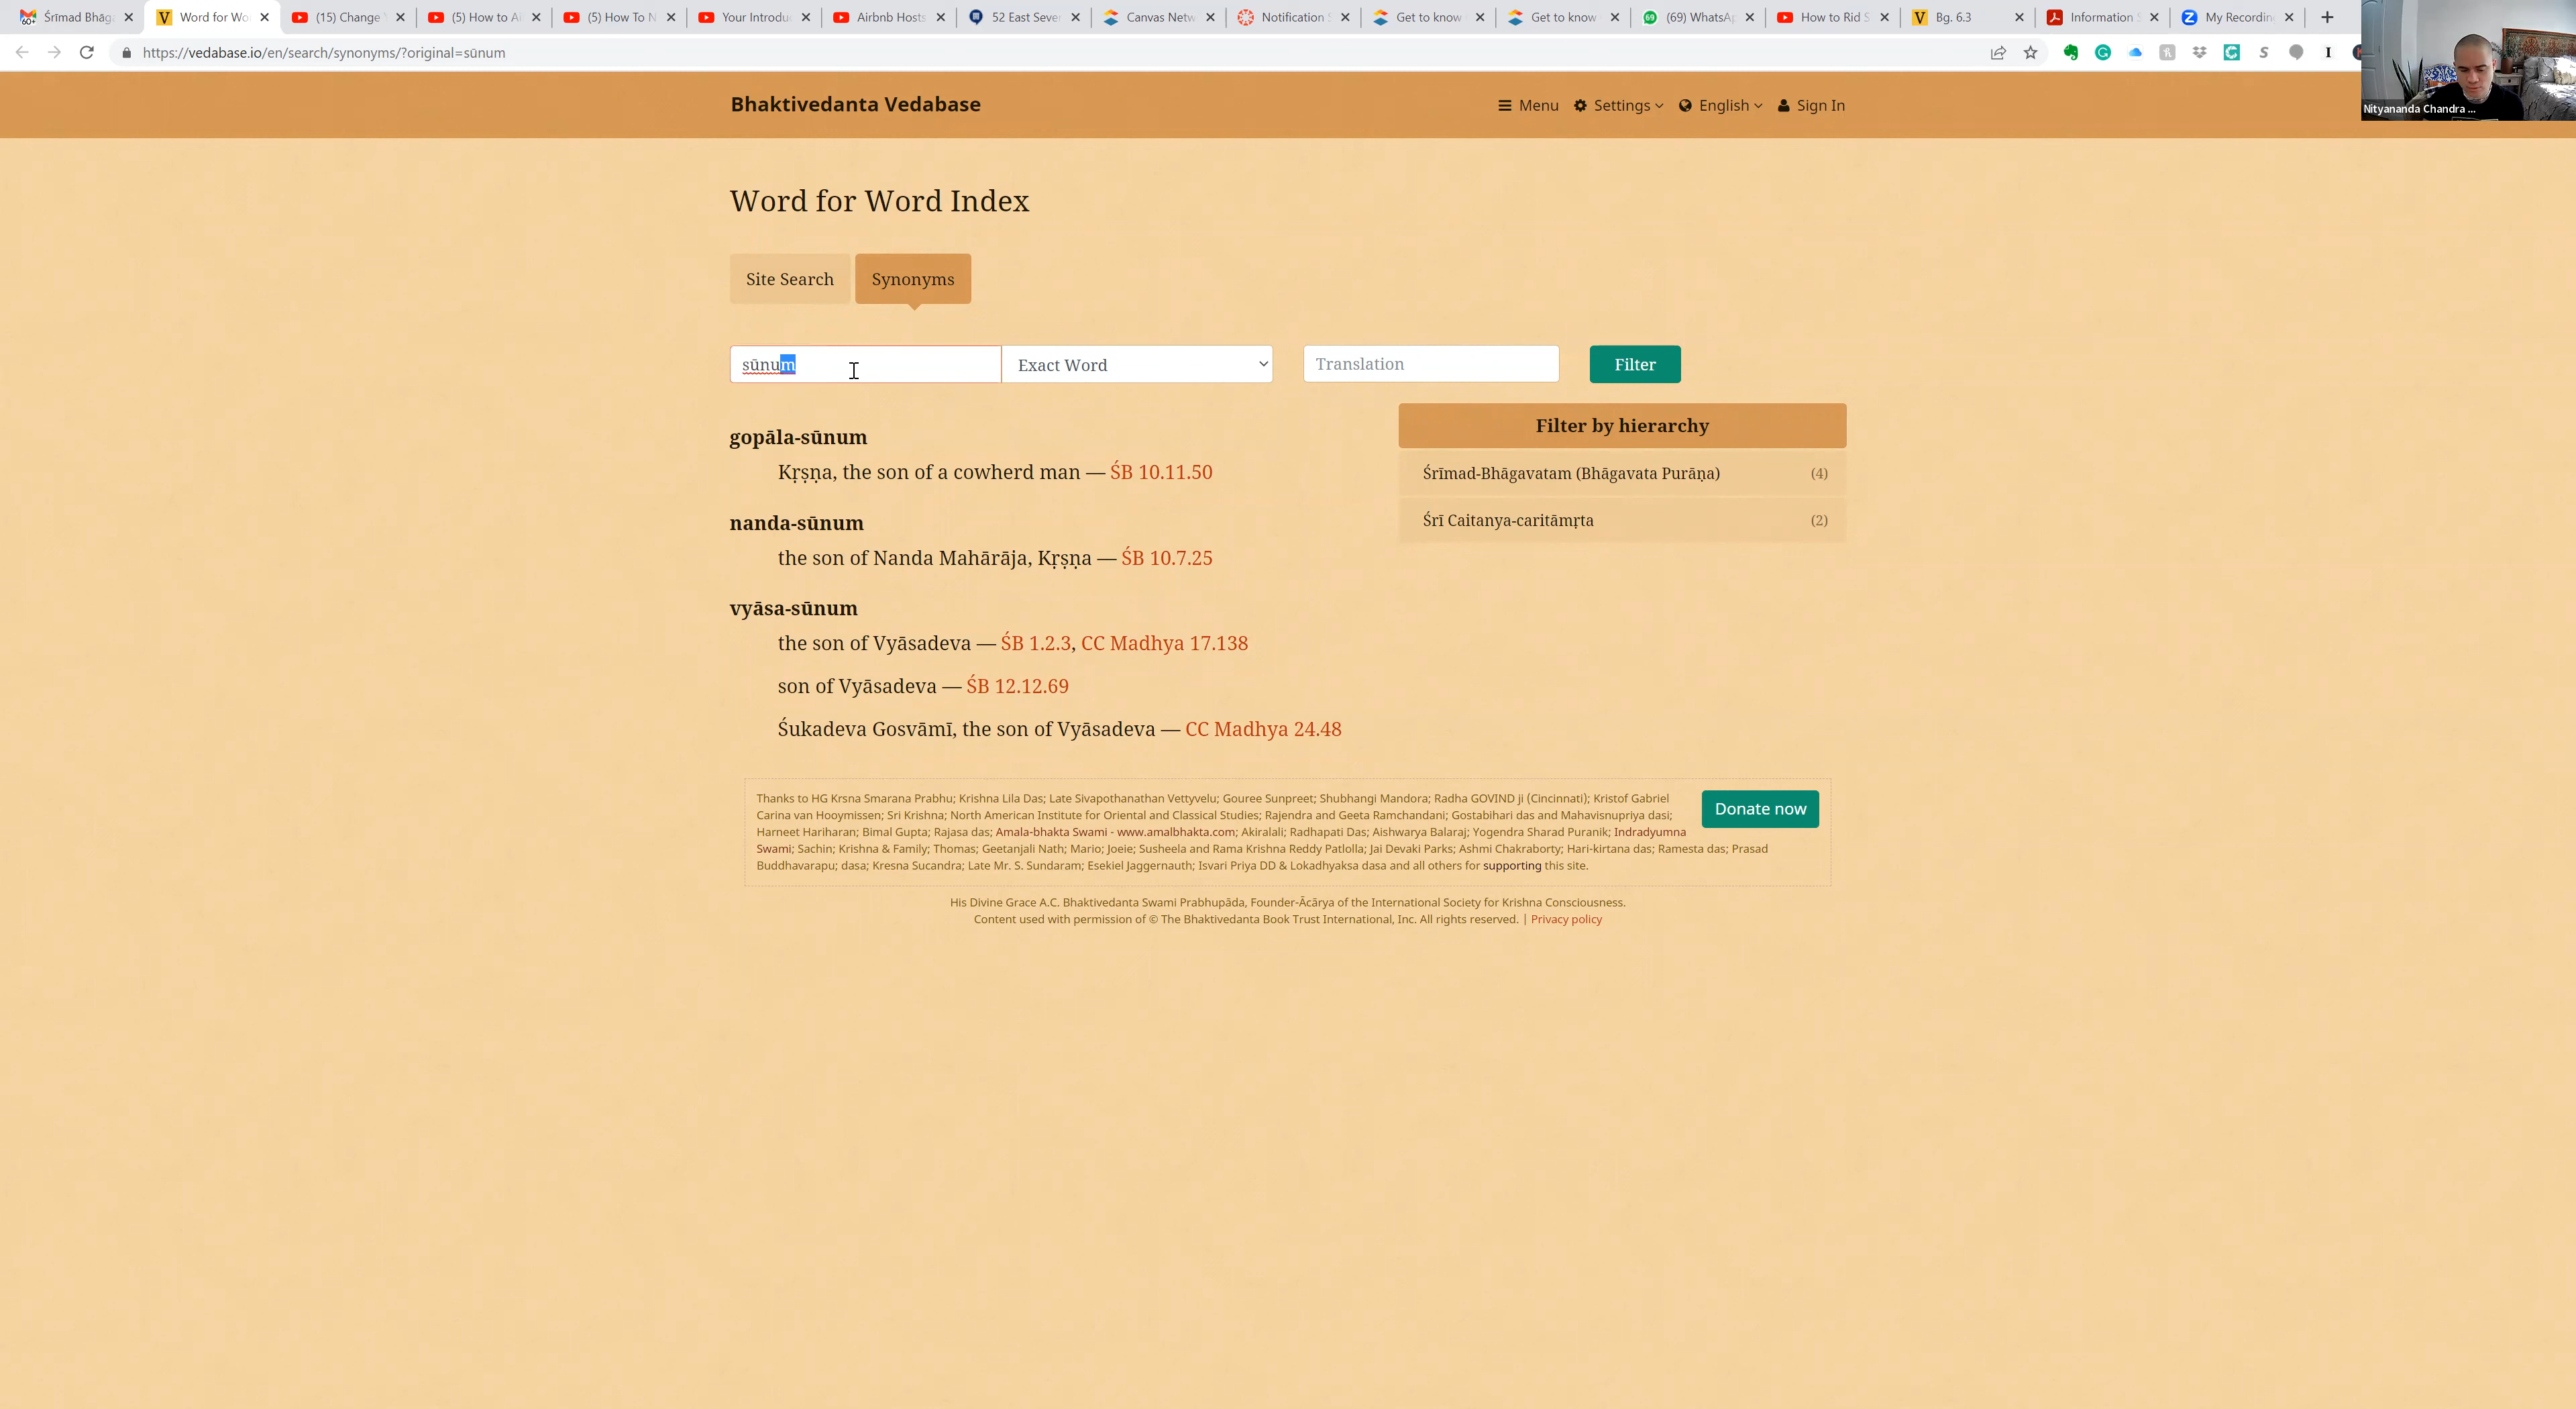 Śrīmad Bhāg
Word for Wo
(15) Change
(5) How to A
(5) How To N
Your Introdu
Airbnb Hosts
52 East Seve
Canvas Netw
Notification
Get to know
Get to know
(69) WhatsA
How to Rid S
Bg. 6.3
Information
My Recordin
https://vedabase.io/en/search/synonyms/?original=sūnum
Nityananda Chandra ...
Bhaktivedanta Vedabase
Menu Settings English Sign In
Word for Word Index
Site Search Synonyms
sūnum Exact Word Translation Filter
gopāla-sūnum
Kṛṣṇa, the son of a cowherd man — ŚB 10.11.50
nanda-sūnum
the son of Nanda Mahārāja, Kṛṣṇa — ŚB 10.7.25
vyāsa-sūnum
the son of Vyāsadeva — ŚB 1.2.3, CC Madhya 17.138
son of Vyāsadeva — ŚB 12.12.69
Śukadeva Gosvāmī, the son of Vyāsadeva — CC Madhya 24.48
Filter by hierarchy
Śrīmad-Bhāgavatam (Bhāgavata Purāṇa) (4)
Śrī Caitanya-caritāmṛta (2)
Thanks to HG Krsna Smarana Prabhu; Krishna Lila Das; Late Sivapothanathan Vettyvelu; Gouree Sunpreet; Shubhangi Mandora; Radha GOVIND ji (Cincinnati); Kristof Gabriel
Carina van Hooymissen; Sri Krishna; North American Institute for Oriental and Classical Studies; Rajendra and Geeta Ramchandani; Gostabihari das and Mahavisnupriya dasi;
Harneet Hariharan; Bimal Gupta; Rajasa das; Amala-bhakta Swami - www.amalbhakta.com; Akiralali; Radhapati Das; Aishwarya Balaraj; Yogendra Sharad Puranik; Indradyumna
Swami; Sachin; Krishna & Family; Thomas; Geetanjali Nath; Mario; Joeie; Susheela and Rama Krishna Reddy Patlolla; Jai Devaki Parks; Ashmi Chakraborty; Hari-kirtana das; Ramesta das; Prasad
Buddhavarapu; dasa; Kresna Sucandra; Late Mr. S. Sundaram; Esekiel Jaggernauth; Isvari Priya DD & Lokadhyaksa dasa and all others for supporting this site.
Donate now
His Divine Grace A.C. Bhaktivedanta Swami Prabhupāda, Founder-Ācārya of the International Society for Krishna Consciousness.
Content used with permission of © The Bhaktivedanta Book Trust International, Inc. All rights reserved. | Privacy policy